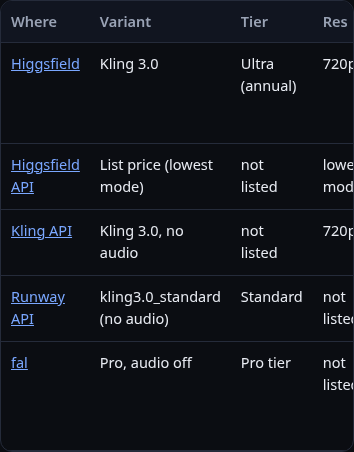 Where Variant Tier Res
Higgsfield Kling 3.0 Ultra 720p
(annual)
Higgsfield List price (lowest not
API mode) listed
Kling API Kling 3.0, no not 720p
audio listed
Runway kling3.0_standard Standard not
API (no audio)
fal Pro, audio off Pro tier not